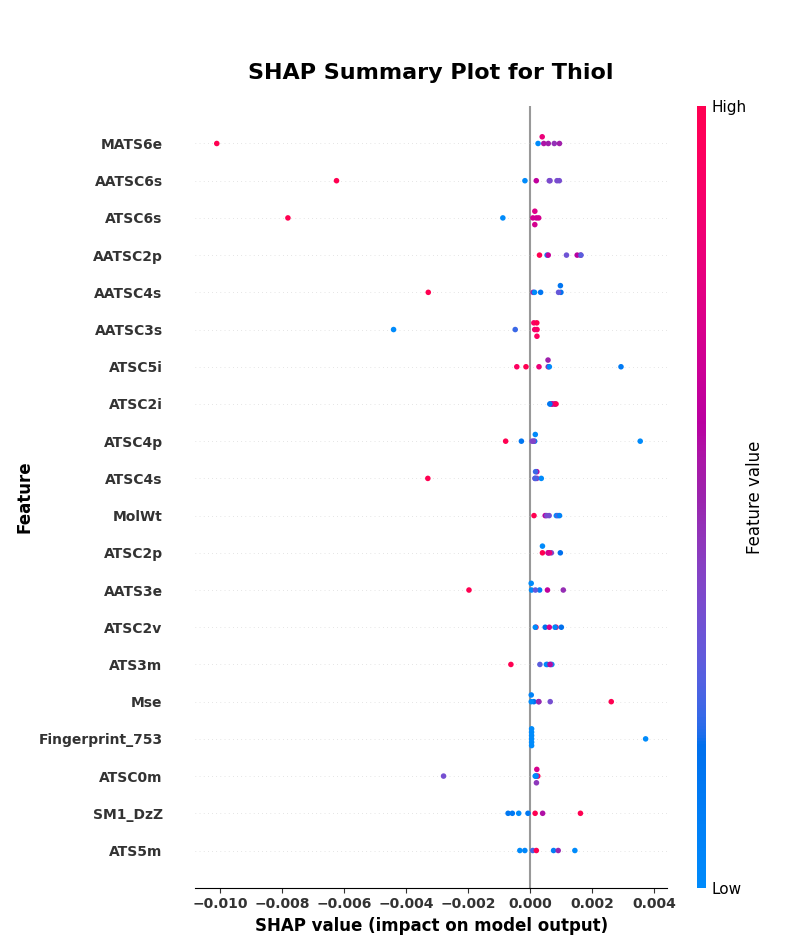 SHAP Summary Plot for Thiol
High
MATS6e
AATSC6s
ATSC6s
AATSC2p
AATSC4s
AATSC3s
ATSC5i
ATSC2i
ATSC4p
ATSC4s
MolWt
ATSC2p
AATS3e
ATSC2v
ATS3m
Mse
Fingerprint_753
ATSC0m
SM1_DzZ
ATS5m
Feature
Feature value
Low
−0.010 −0.008 −0.006 −0.004 −0.002 0.000 0.002 0.004
SHAP value (impact on model output)